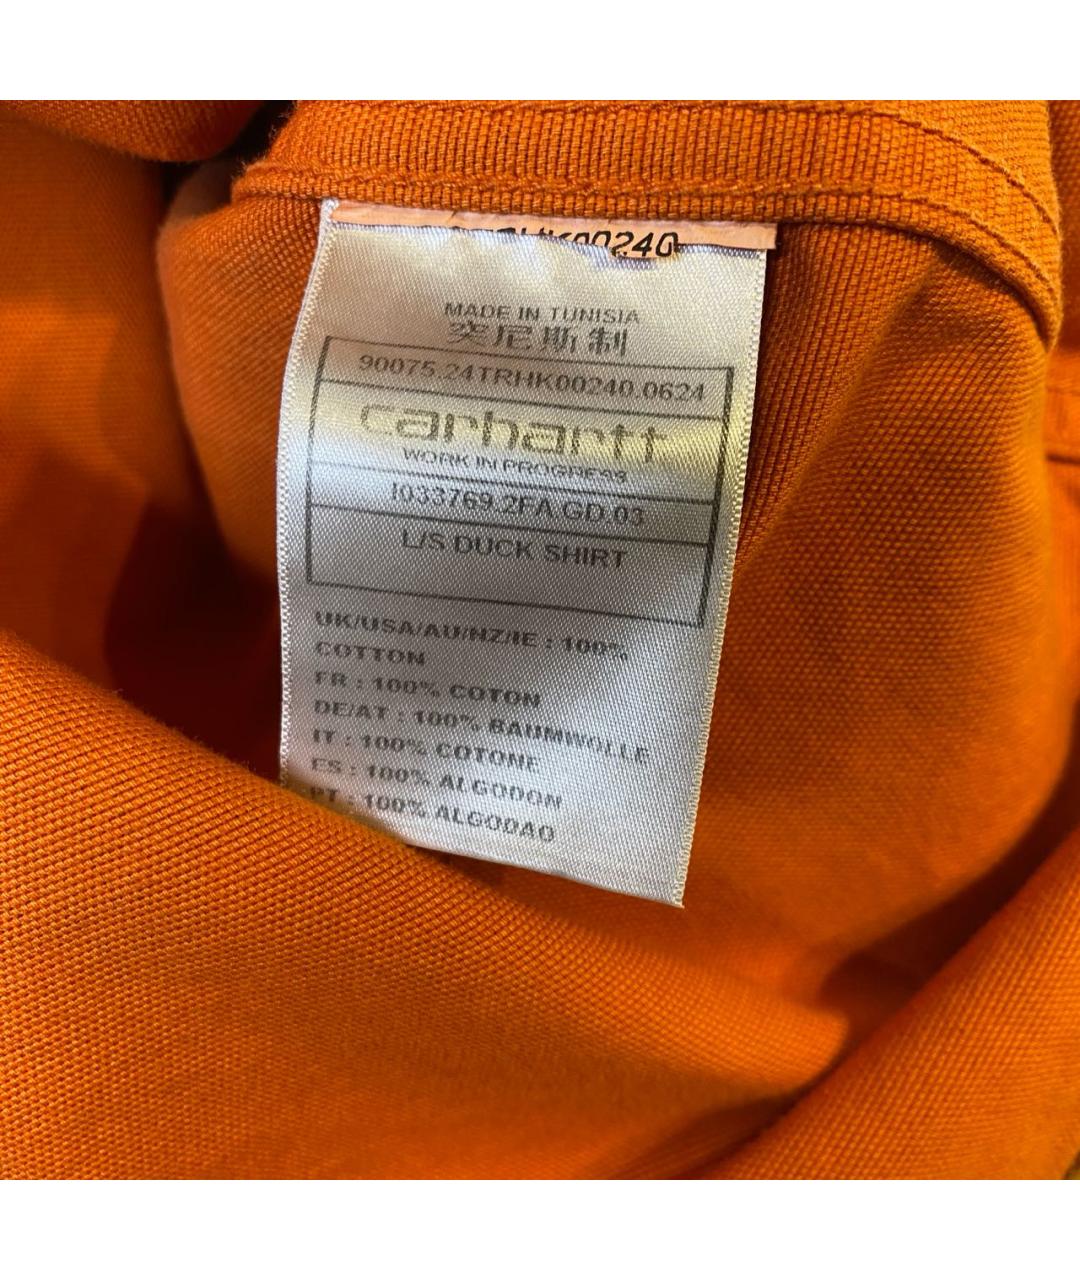 HK00240
MADE IN TUNISIA
突尼斯制
90075.24TRHK00240.0624
carhartt
WORK IN PROGRESS
I033769.2FA.GD.03
L/S DUCK SHIRT
UK/USA/AU/NZ/IE : 100%
COTTON
FR : 100% COTON
DE/AT : 100% BAUMWOLLE
IT : 100% COTONE
ES : 100% ALGODON
PT : 100% ALGODAO